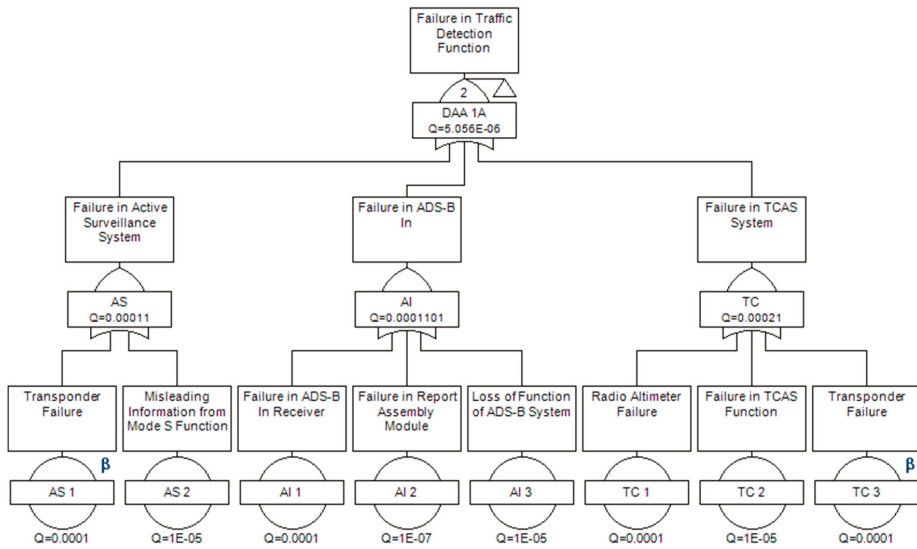 Failure in Traffic
Detection
Function
2
DAA 1A
Q=5.056E-06
Failure in Active
Surveillance
System
Failure in ADS-B
In
Failure in TCAS
System
AS
Q=0.00011
AI
Q=0.0001101
TC
Q=0.00021
Transponder
Failure
Misleading
Information from
Mode S Function
Failure in ADS-B
In Receiver
Failure in Report
Assembly
Module
Loss of Function
of ADS-B System
Radio Altimeter
Failure
Failure in TCAS
Function
Transponder
Failure
β
β
AS 1
AS 2
AI 1
AI 2
AI 3
TC 1
TC 2
TC 3
Q=0.0001
Q=1E-05
Q=0.0001
Q=1E-07
Q=1E-05
Q=0.0001
Q=1E-05
Q=0.0001